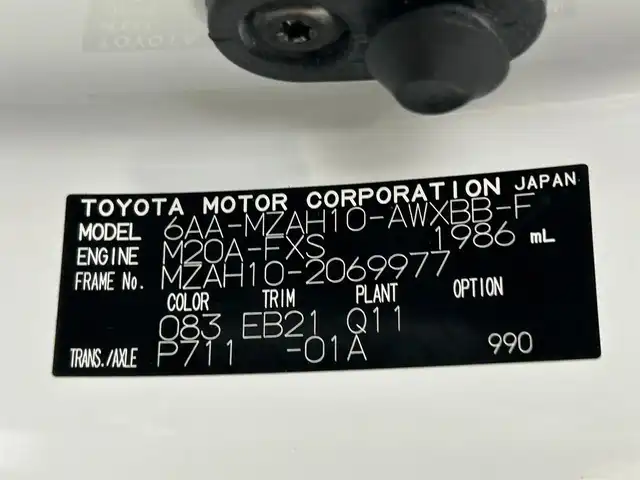 TOYOTA MOTOR CORPORATION JAPAN
MODEL 6AA-MZAH10-AWXBB-F
ENGINE M20A-FXS 1986 mL
FRAME No. MZAH10-2069977
COLOR TRIM PLANT OPTION
083 EB21 Q11
TRANS./AXLE P711 -01A 990